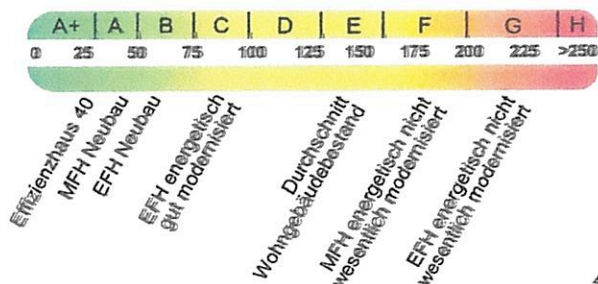 A+ A B C D E F G H
0 25 50 75 100 125 150 175 200 225 >250
Effizienzhaus 40
MFH Neubau
EFH Neubau
EFH energetisch
gut modernisiert
Durchschnitt
Wohngebäudebestand
MFH energetisch nicht
wesentlich modernisiert
EFH energetisch nicht
wesentlich modernisiert